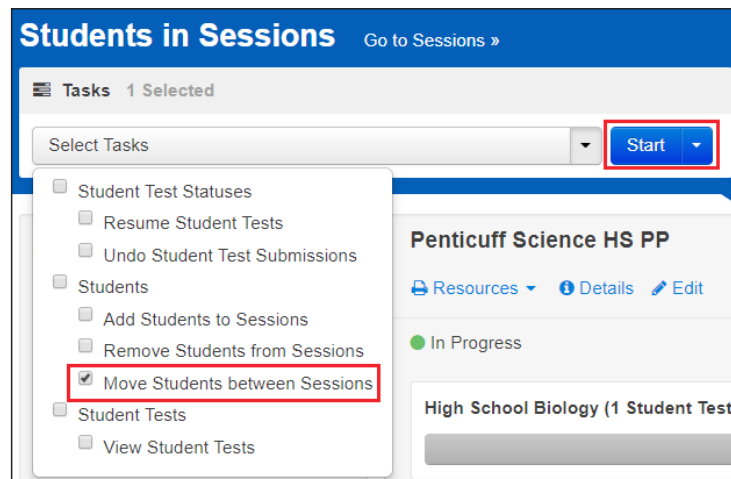 Students in Sessions Go to Sessions »
Tasks 1 Selected
Select Tasks
Start
Student Test Statuses
Resume Student Tests
Undo Student Test Submissions
Students
Add Students to Sessions
Remove Students from Sessions
Move Students between Sessions
Student Tests
View Student Tests
Penticuff Science HS PP
Resources Details Edit
In Progress
High School Biology (1 Student Test